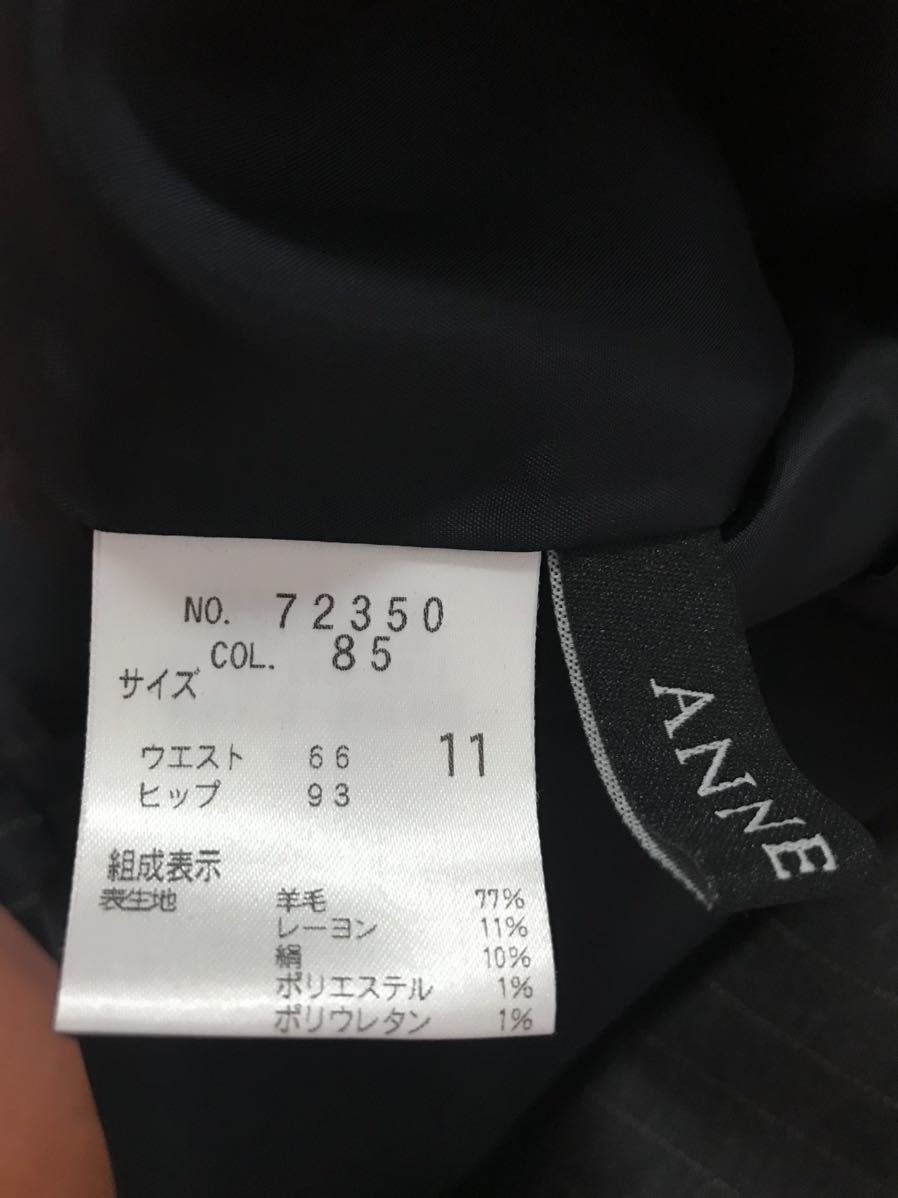 NO. 72350
COL. 85
サイズ
ウエスト 66 11
ヒップ 93
組成表示
表生地 羊毛 77%
レーヨン 11%
絹 10%
ポリエステル 1%
ポリウレタン 1%
ANNE